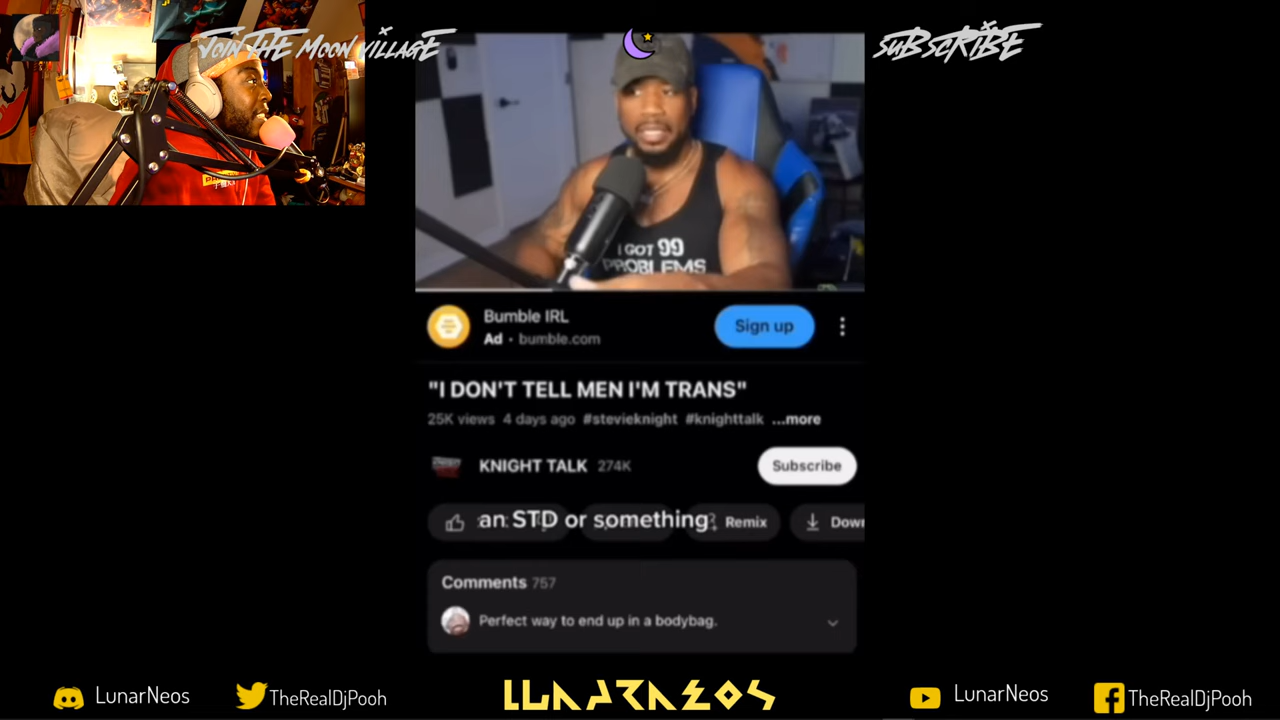 JOIN THE MOON VILLAGE
SUBSCRIBE
I GOT 99
PROBLEMS
Bumble IRL
Ad · bumble.com
Sign up
"I DON'T TELL MEN I'M TRANS"
25K views 4 days ago #stevieknight #knighttalk ...more
KNIGHT TALK 274K
Subscribe
an STD or something
Remix
Down
Comments 757
Perfect way to end up in a bodybag.
LunarNeos
TheRealDjPooh
LUNARNEOS
LunarNeos
TheRealDjPooh